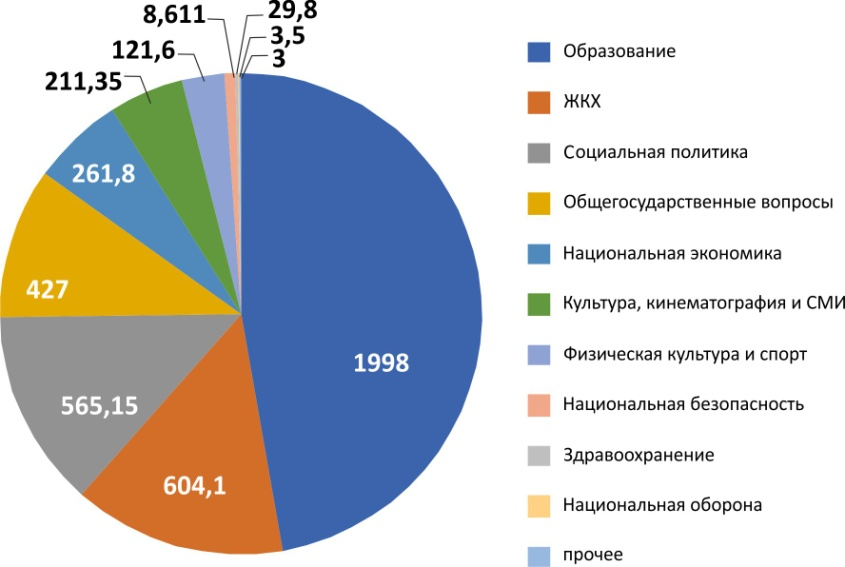 8,611
29,8
3,5
3
121,6
211,35
261,8
427
565,15
604,1
1998
Образование
ЖКХ
Социальная политика
Общегосударственные вопросы
Национальная экономика
Культура, кинематография и СМИ
Физическая культура и спорт
Национальная безопасность
Здравоохранение
Национальная оборона
прочее